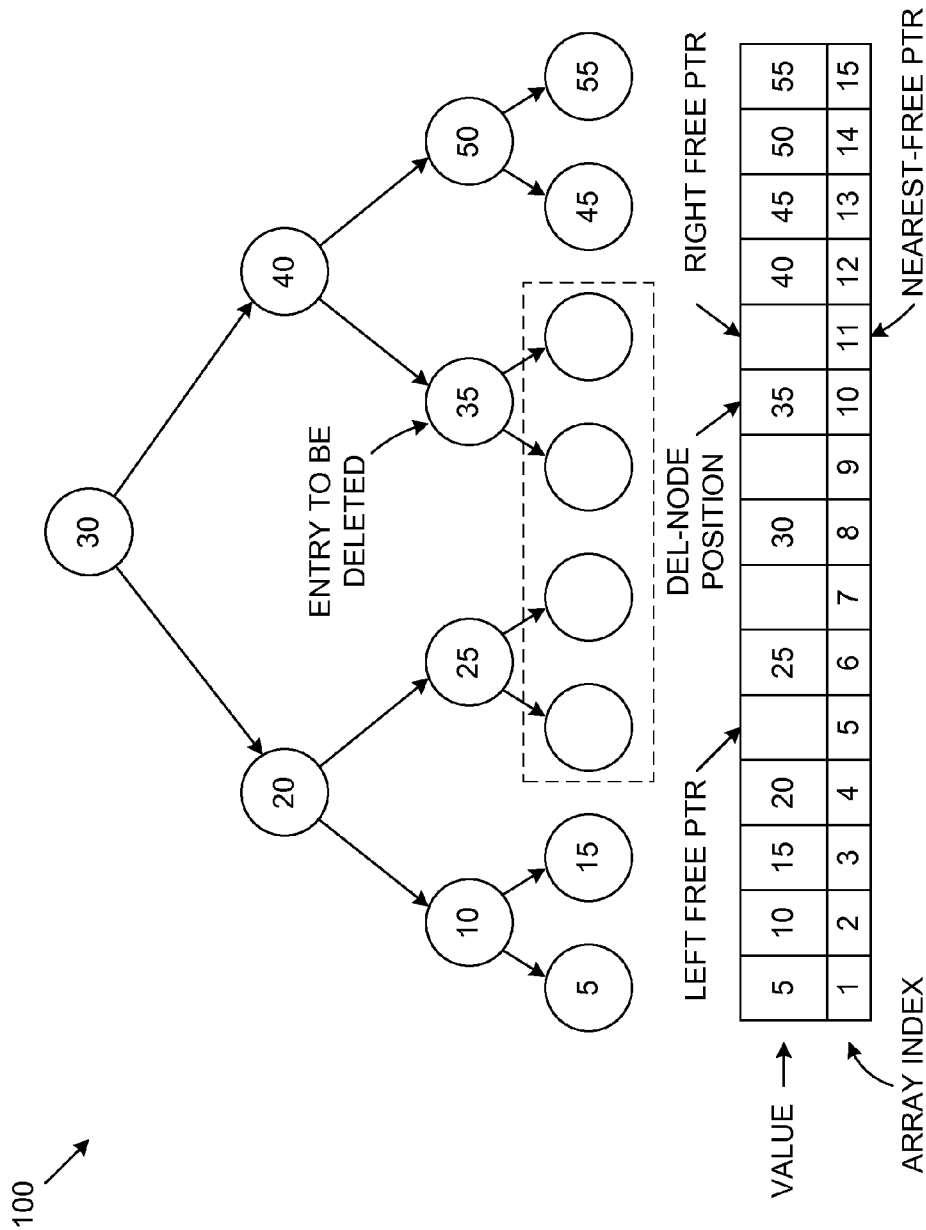 100
30
20
40
10
25
35
50
5
15
45
55
ENTRY TO BE
DELETED
LEFT FREE PTR
DEL-NODE
POSITION
RIGHT FREE PTR
VALUE
5 10 15 20 25 30 35 40 45 50 55
1 2 3 4 5 6 7 8 9 10 11 12 13 14 15
ARRAY INDEX
NEAREST-FREE PTR